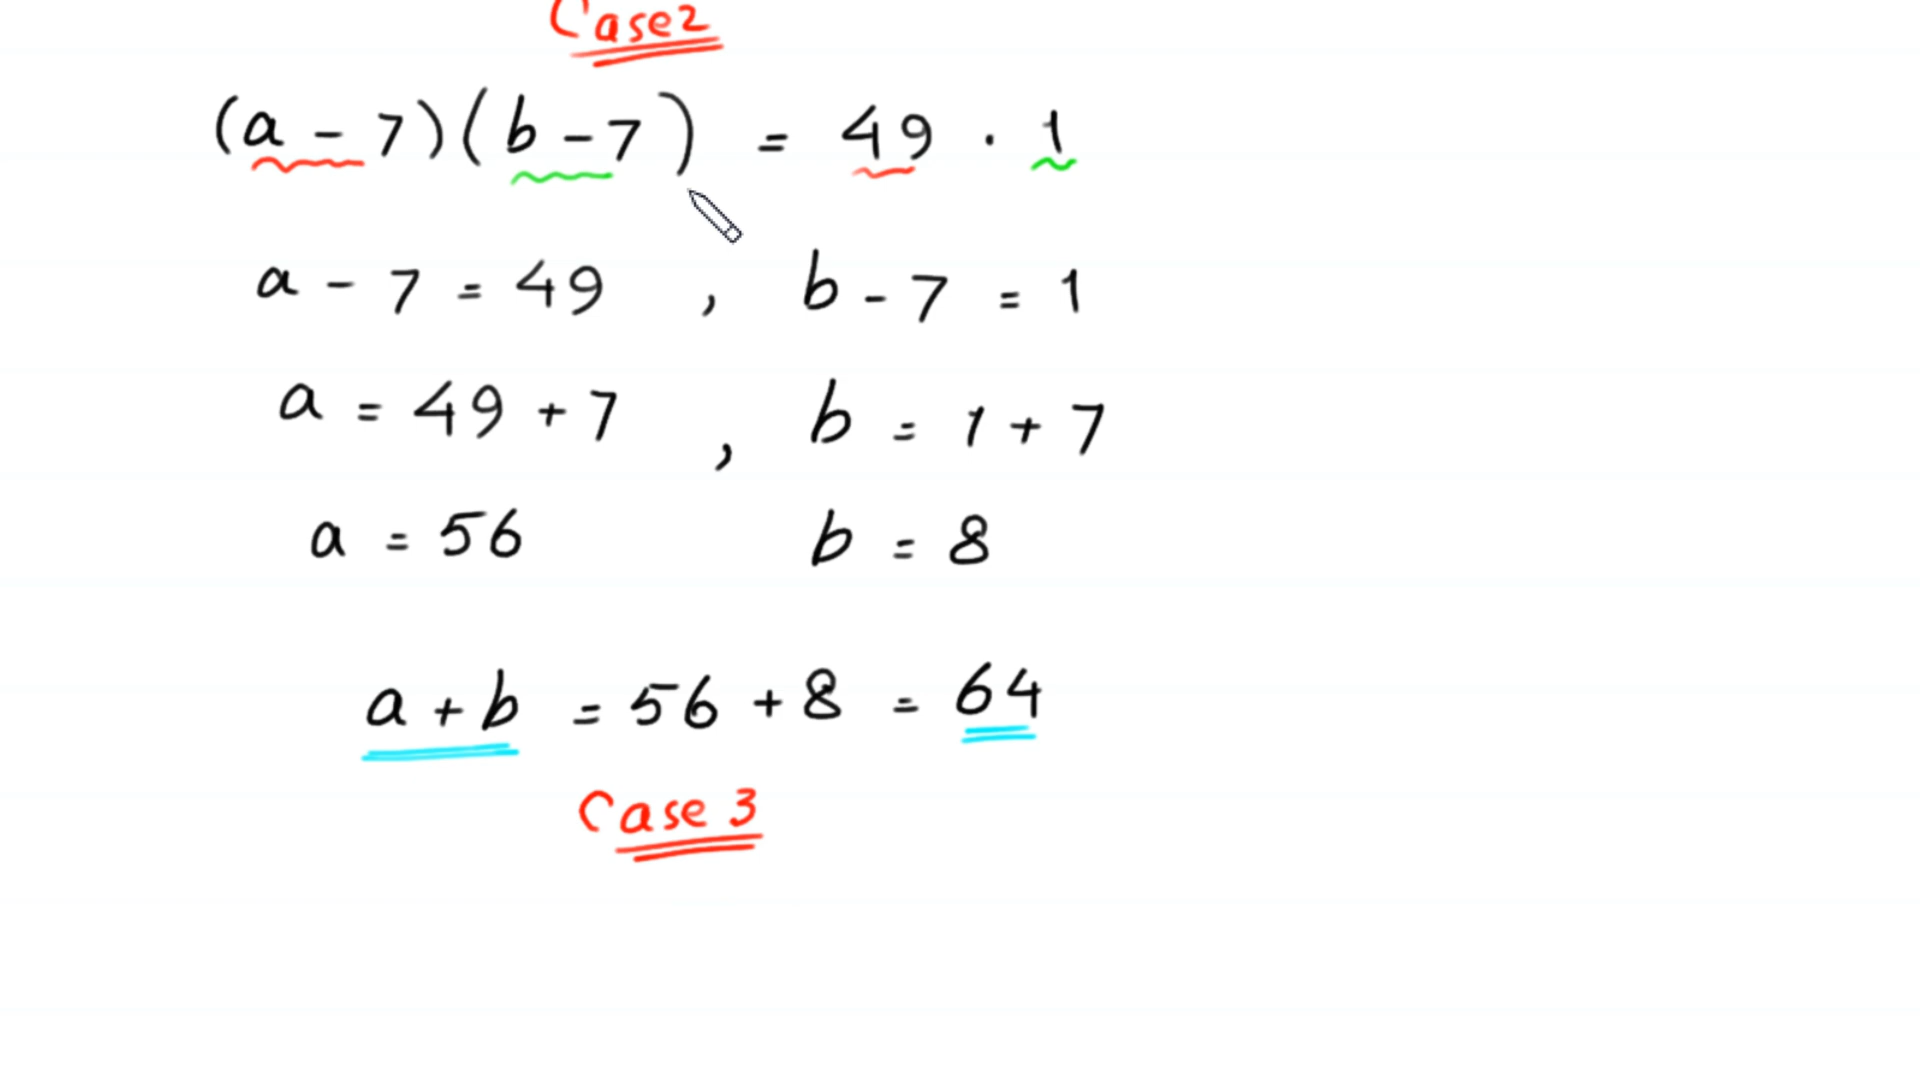 Case2
(a - 7)(b - 7) = 49 · 1
a - 7 = 49 , b - 7 = 1
a = 49 + 7 , b = 1 + 7
a = 56 b = 8
a + b = 56 + 8 = 64
Case 3